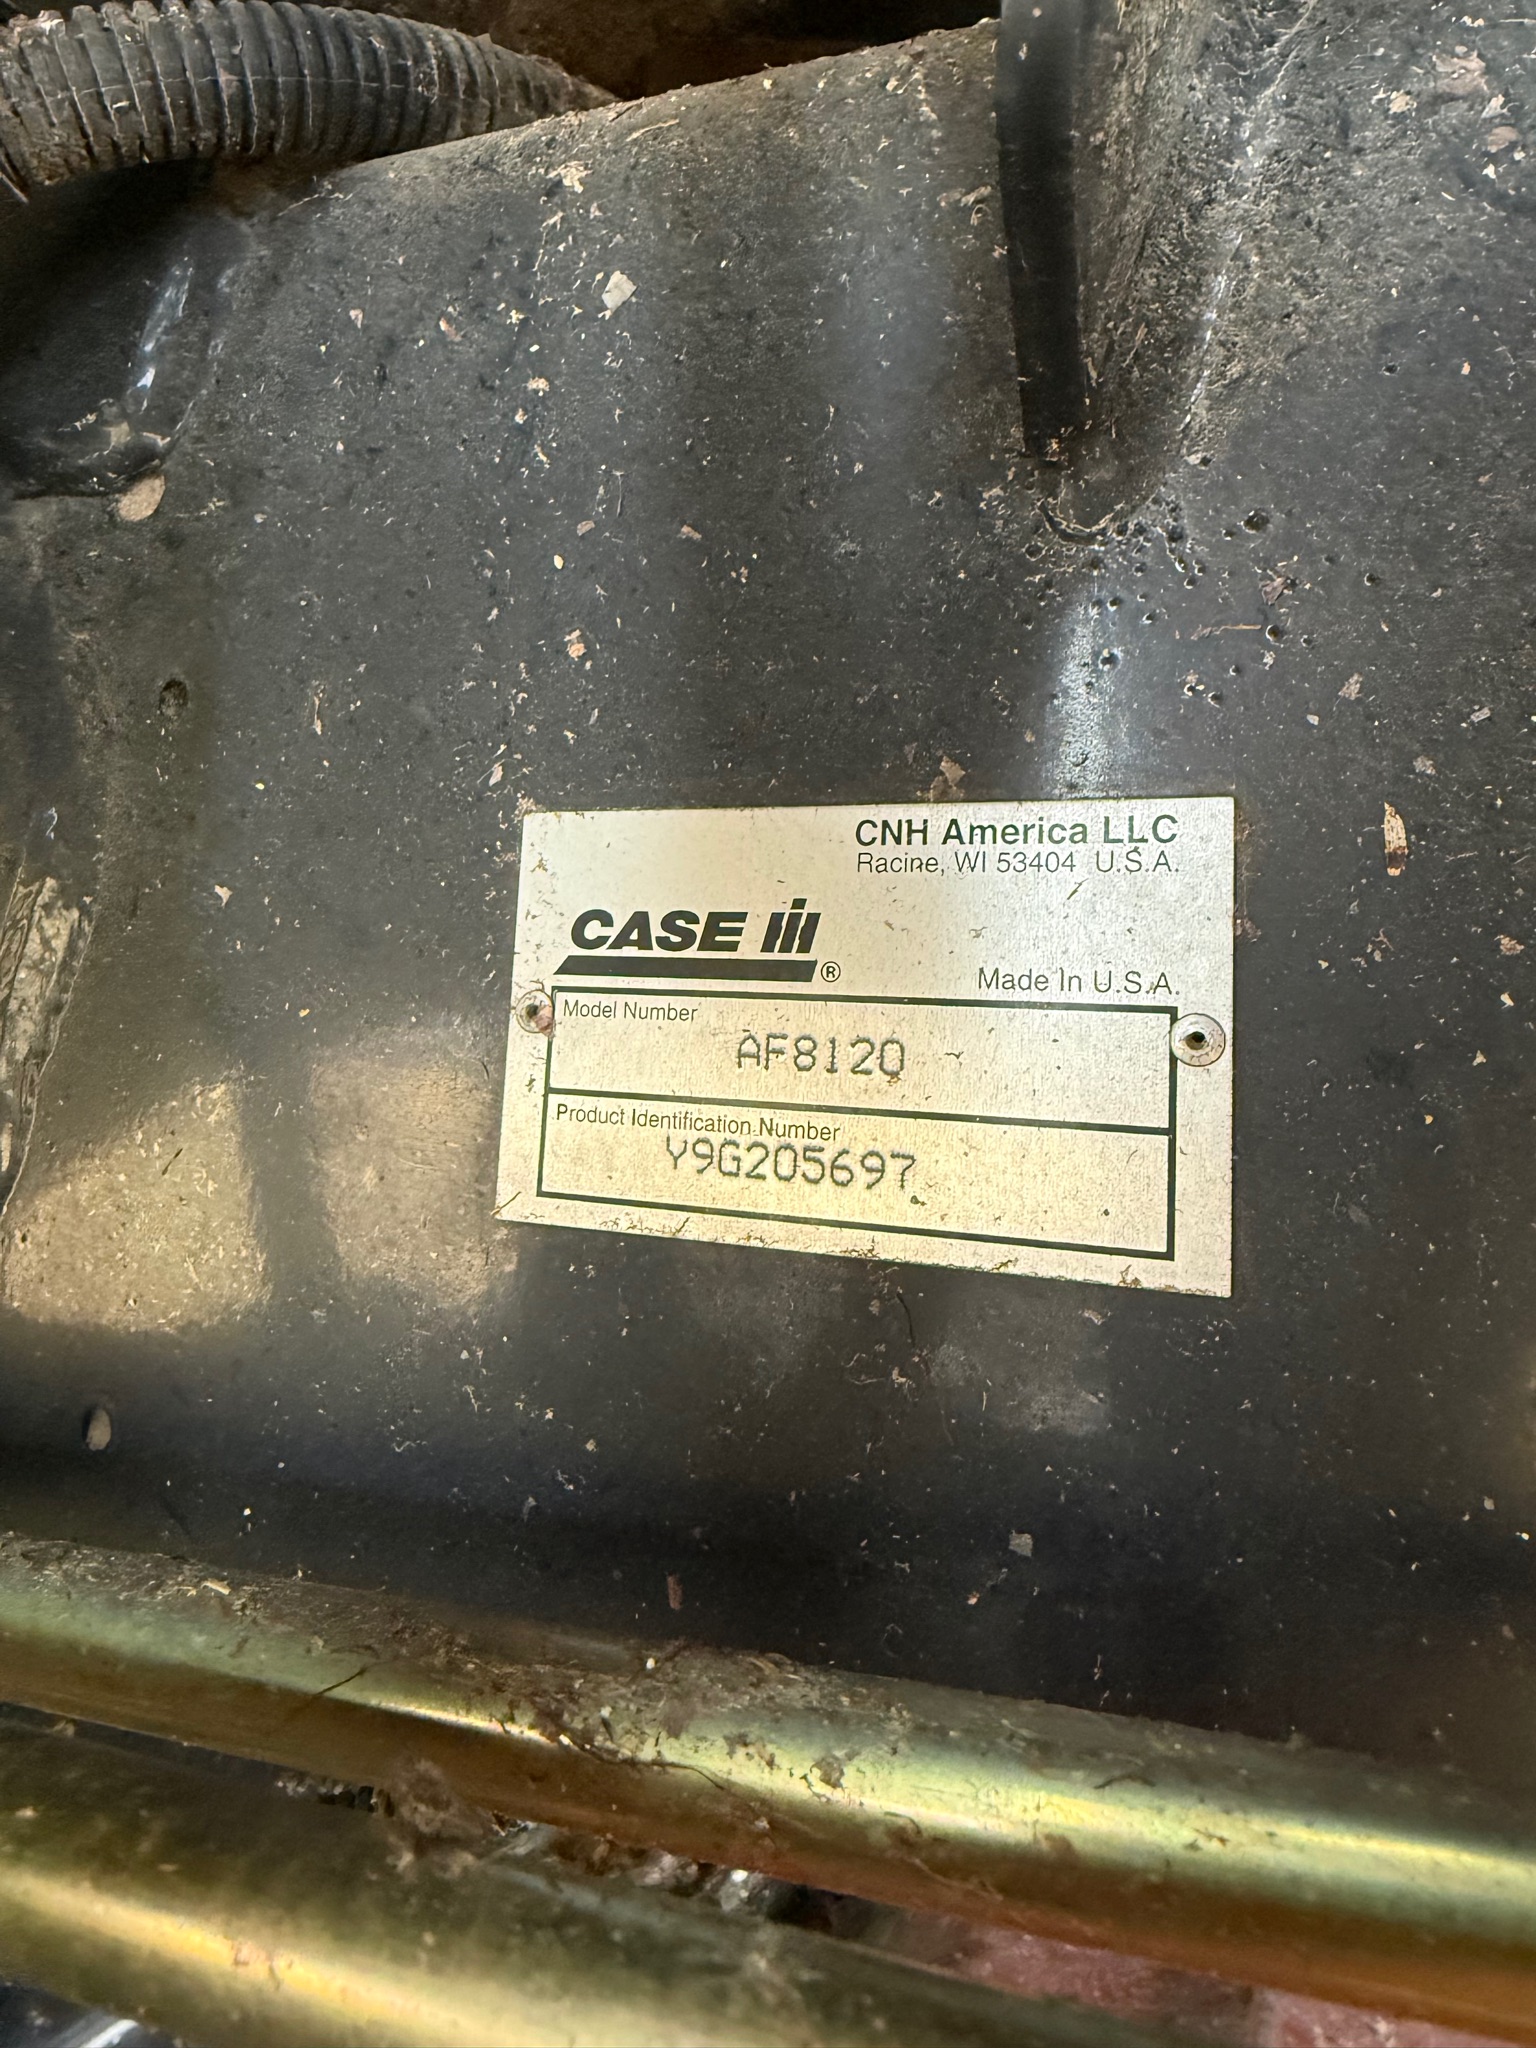 CNH America LLC
Racine, WI 53404 U.S.A.
CASE IH ®
Made In U.S.A.
Model Number
AF8120
Product Identification Number
Y9G205697